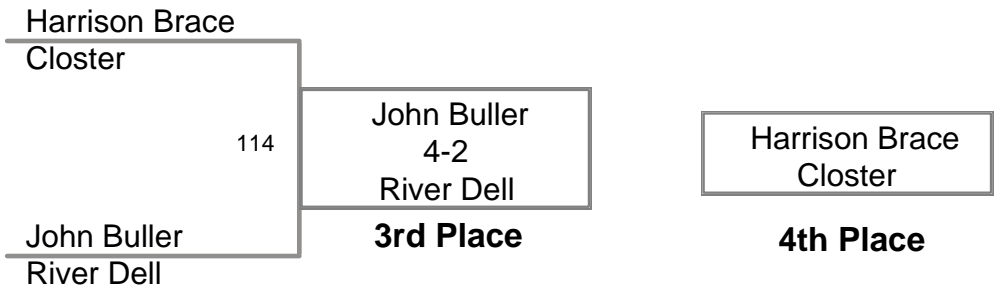 Harrison Brace
Closter
114
John Buller
4-2
River Dell
3rd Place
Harrison Brace
Closter
4th Place
John Buller
River Dell